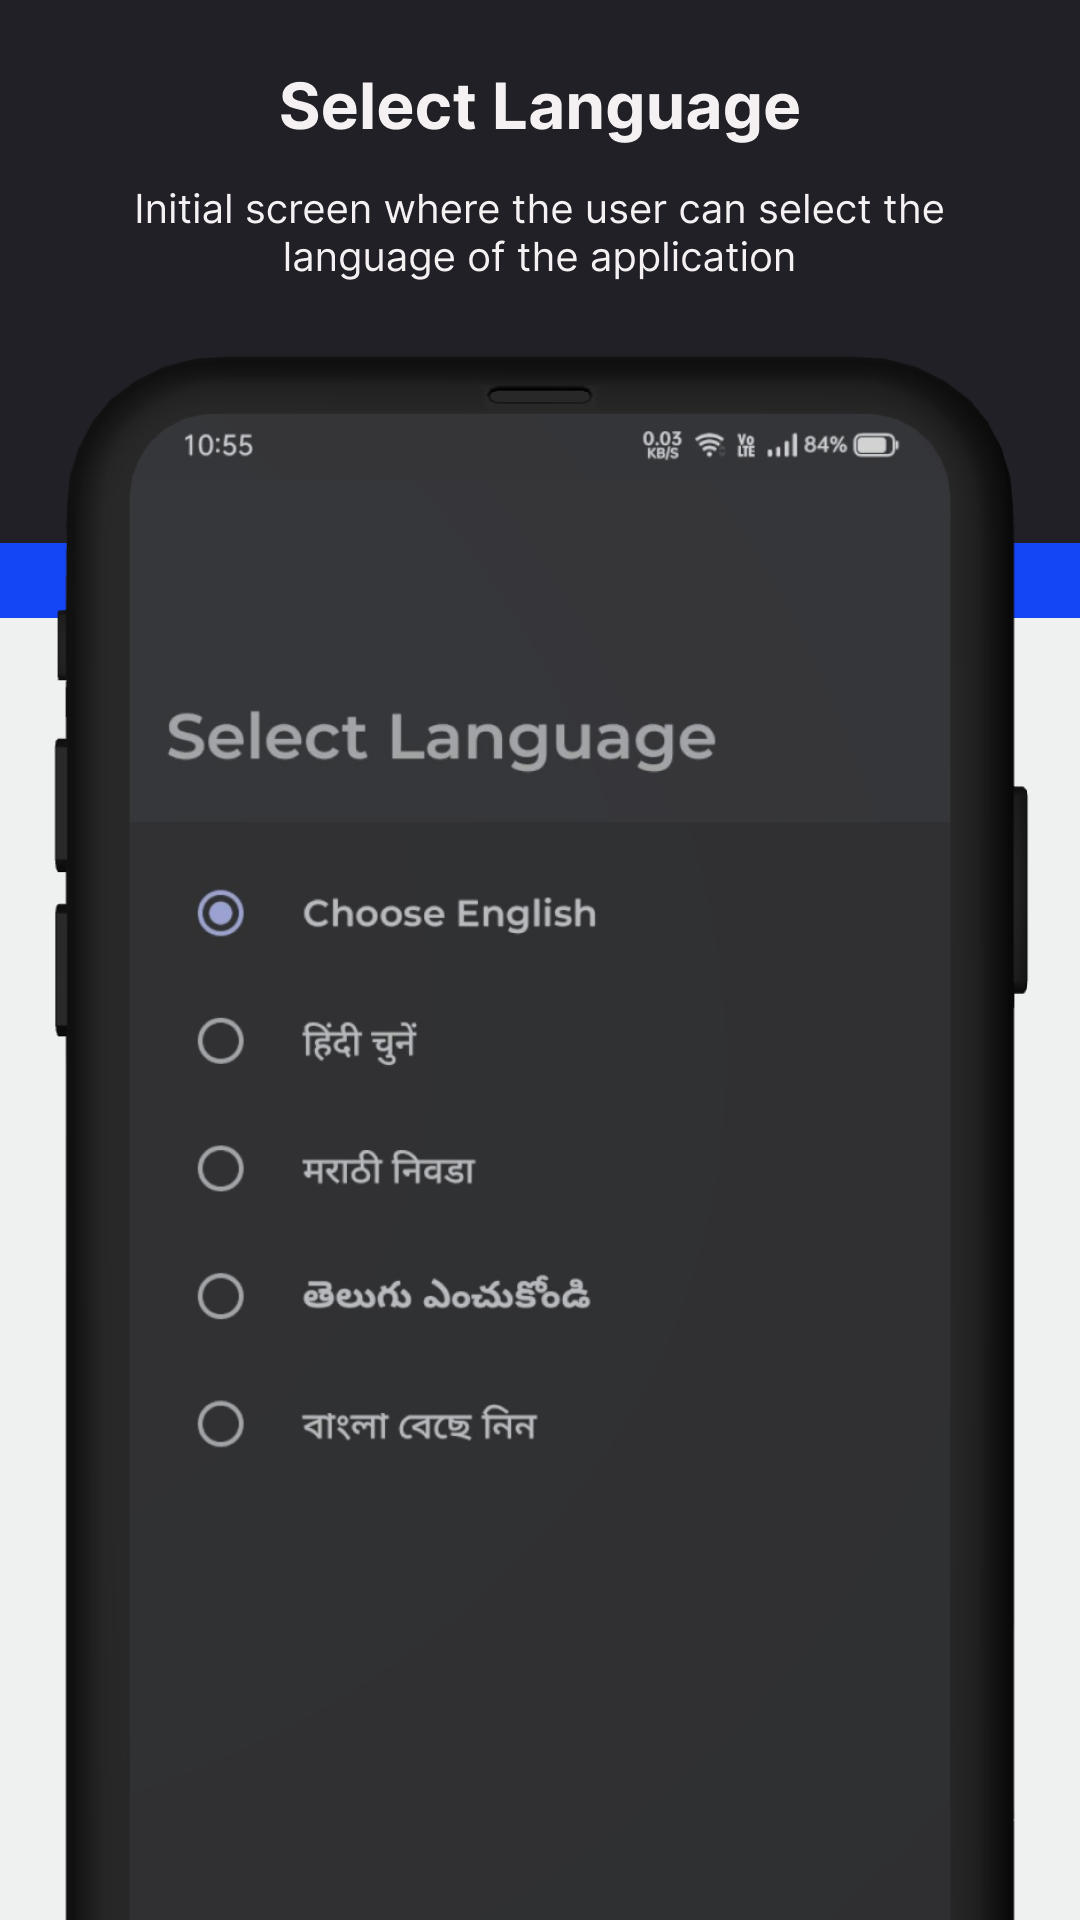 Select Language
Initial screen where the user can select the
language of the application
10:55
0.03
KB/S
Vo
LTE
84%
Select Language
Choose English
हिंदी चुनें
मराठी निवडा
తెలుగు ఎంచుకోండి
বাংলা বেছে নিন